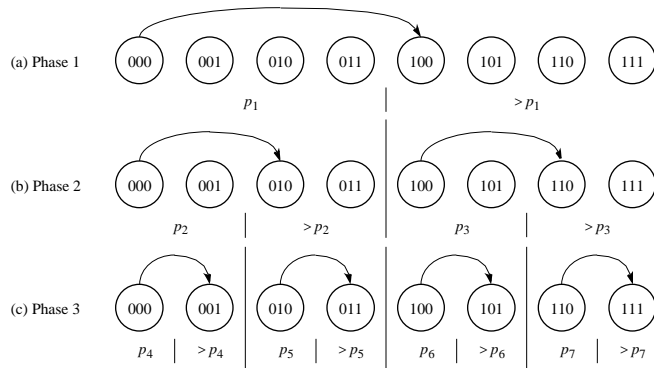 (a) Phase 1 000 001 010 011 100 101 110 111
p1 > p1
(b) Phase 2 000 001 010 011 100 101 110 111
p2 > p2 p3 > p3
(c) Phase 3 000 001 010 011 100 101 110 111
p4 > p4 p5 > p5 p6 > p6 p7 > p7